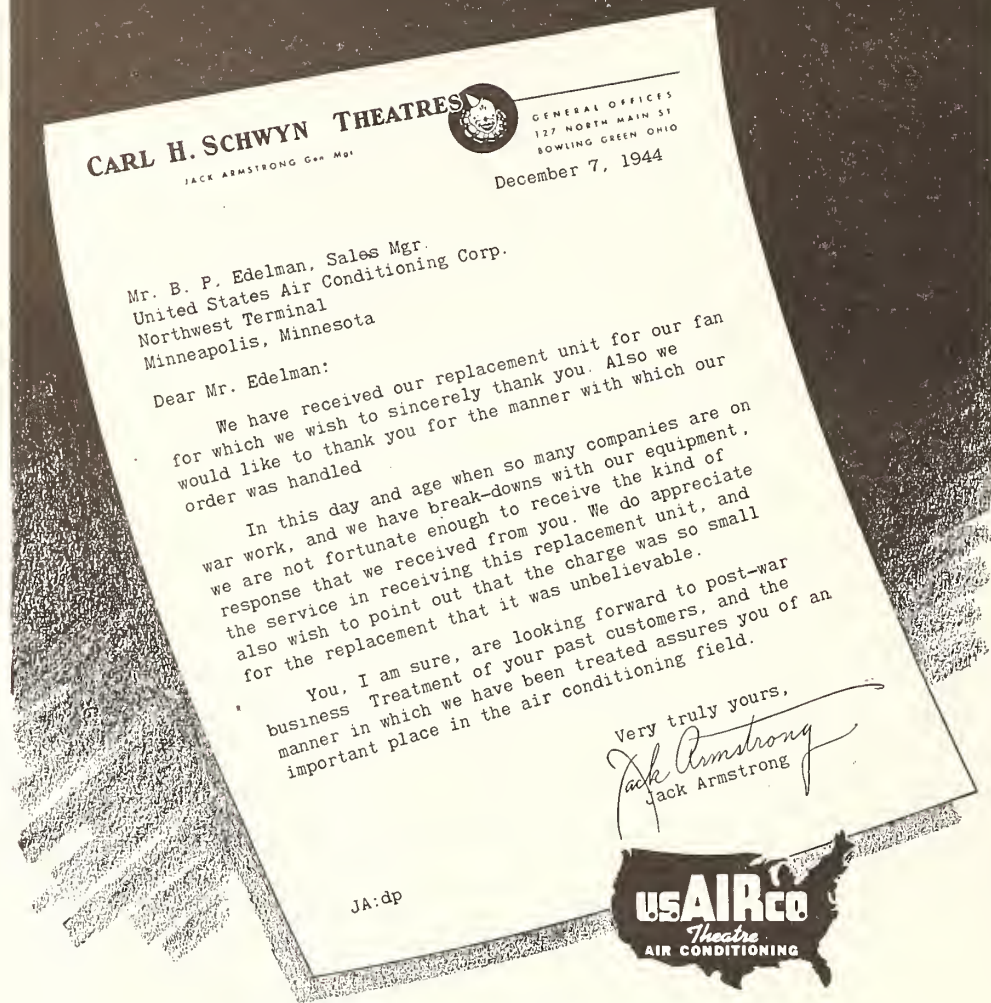 CARL H. SCHWYN THEATRES
JACK ARMSTRONG Gen Mgr
GENERAL OFFICES
127 NORTH MAIN ST
BOWLING GREEN OHIO
December 7, 1944
Mr. B. P. Edelman, Sales Mgr.
United States Air Conditioning Corp.
Northwest Terminal
Minneapolis, Minnesota
Dear Mr. Edelman:
We have received our replacement unit for our fan
for which we wish to sincerely thank you. Also we
would like to thank you for the manner with which our
order was handled
In this day and age when so many companies are on
war work, and we have break-downs with our equipment,
we are not fortunate enough to receive the kind of
response that we received from you. We do appreciate
the service in receiving this replacement unit, and
also wish to point out that the charge was so small
for the replacement that it was unbelievable.
You, I am sure, are looking forward to post-war
business Treatment of your past customers, and the
manner in which we have been treated assures you of an
important place in the air conditioning field.
Very truly yours,
Jack Armstrong
Jack Armstrong
JA:dp
usAIRco
Theatre
AIR CONDITIONING